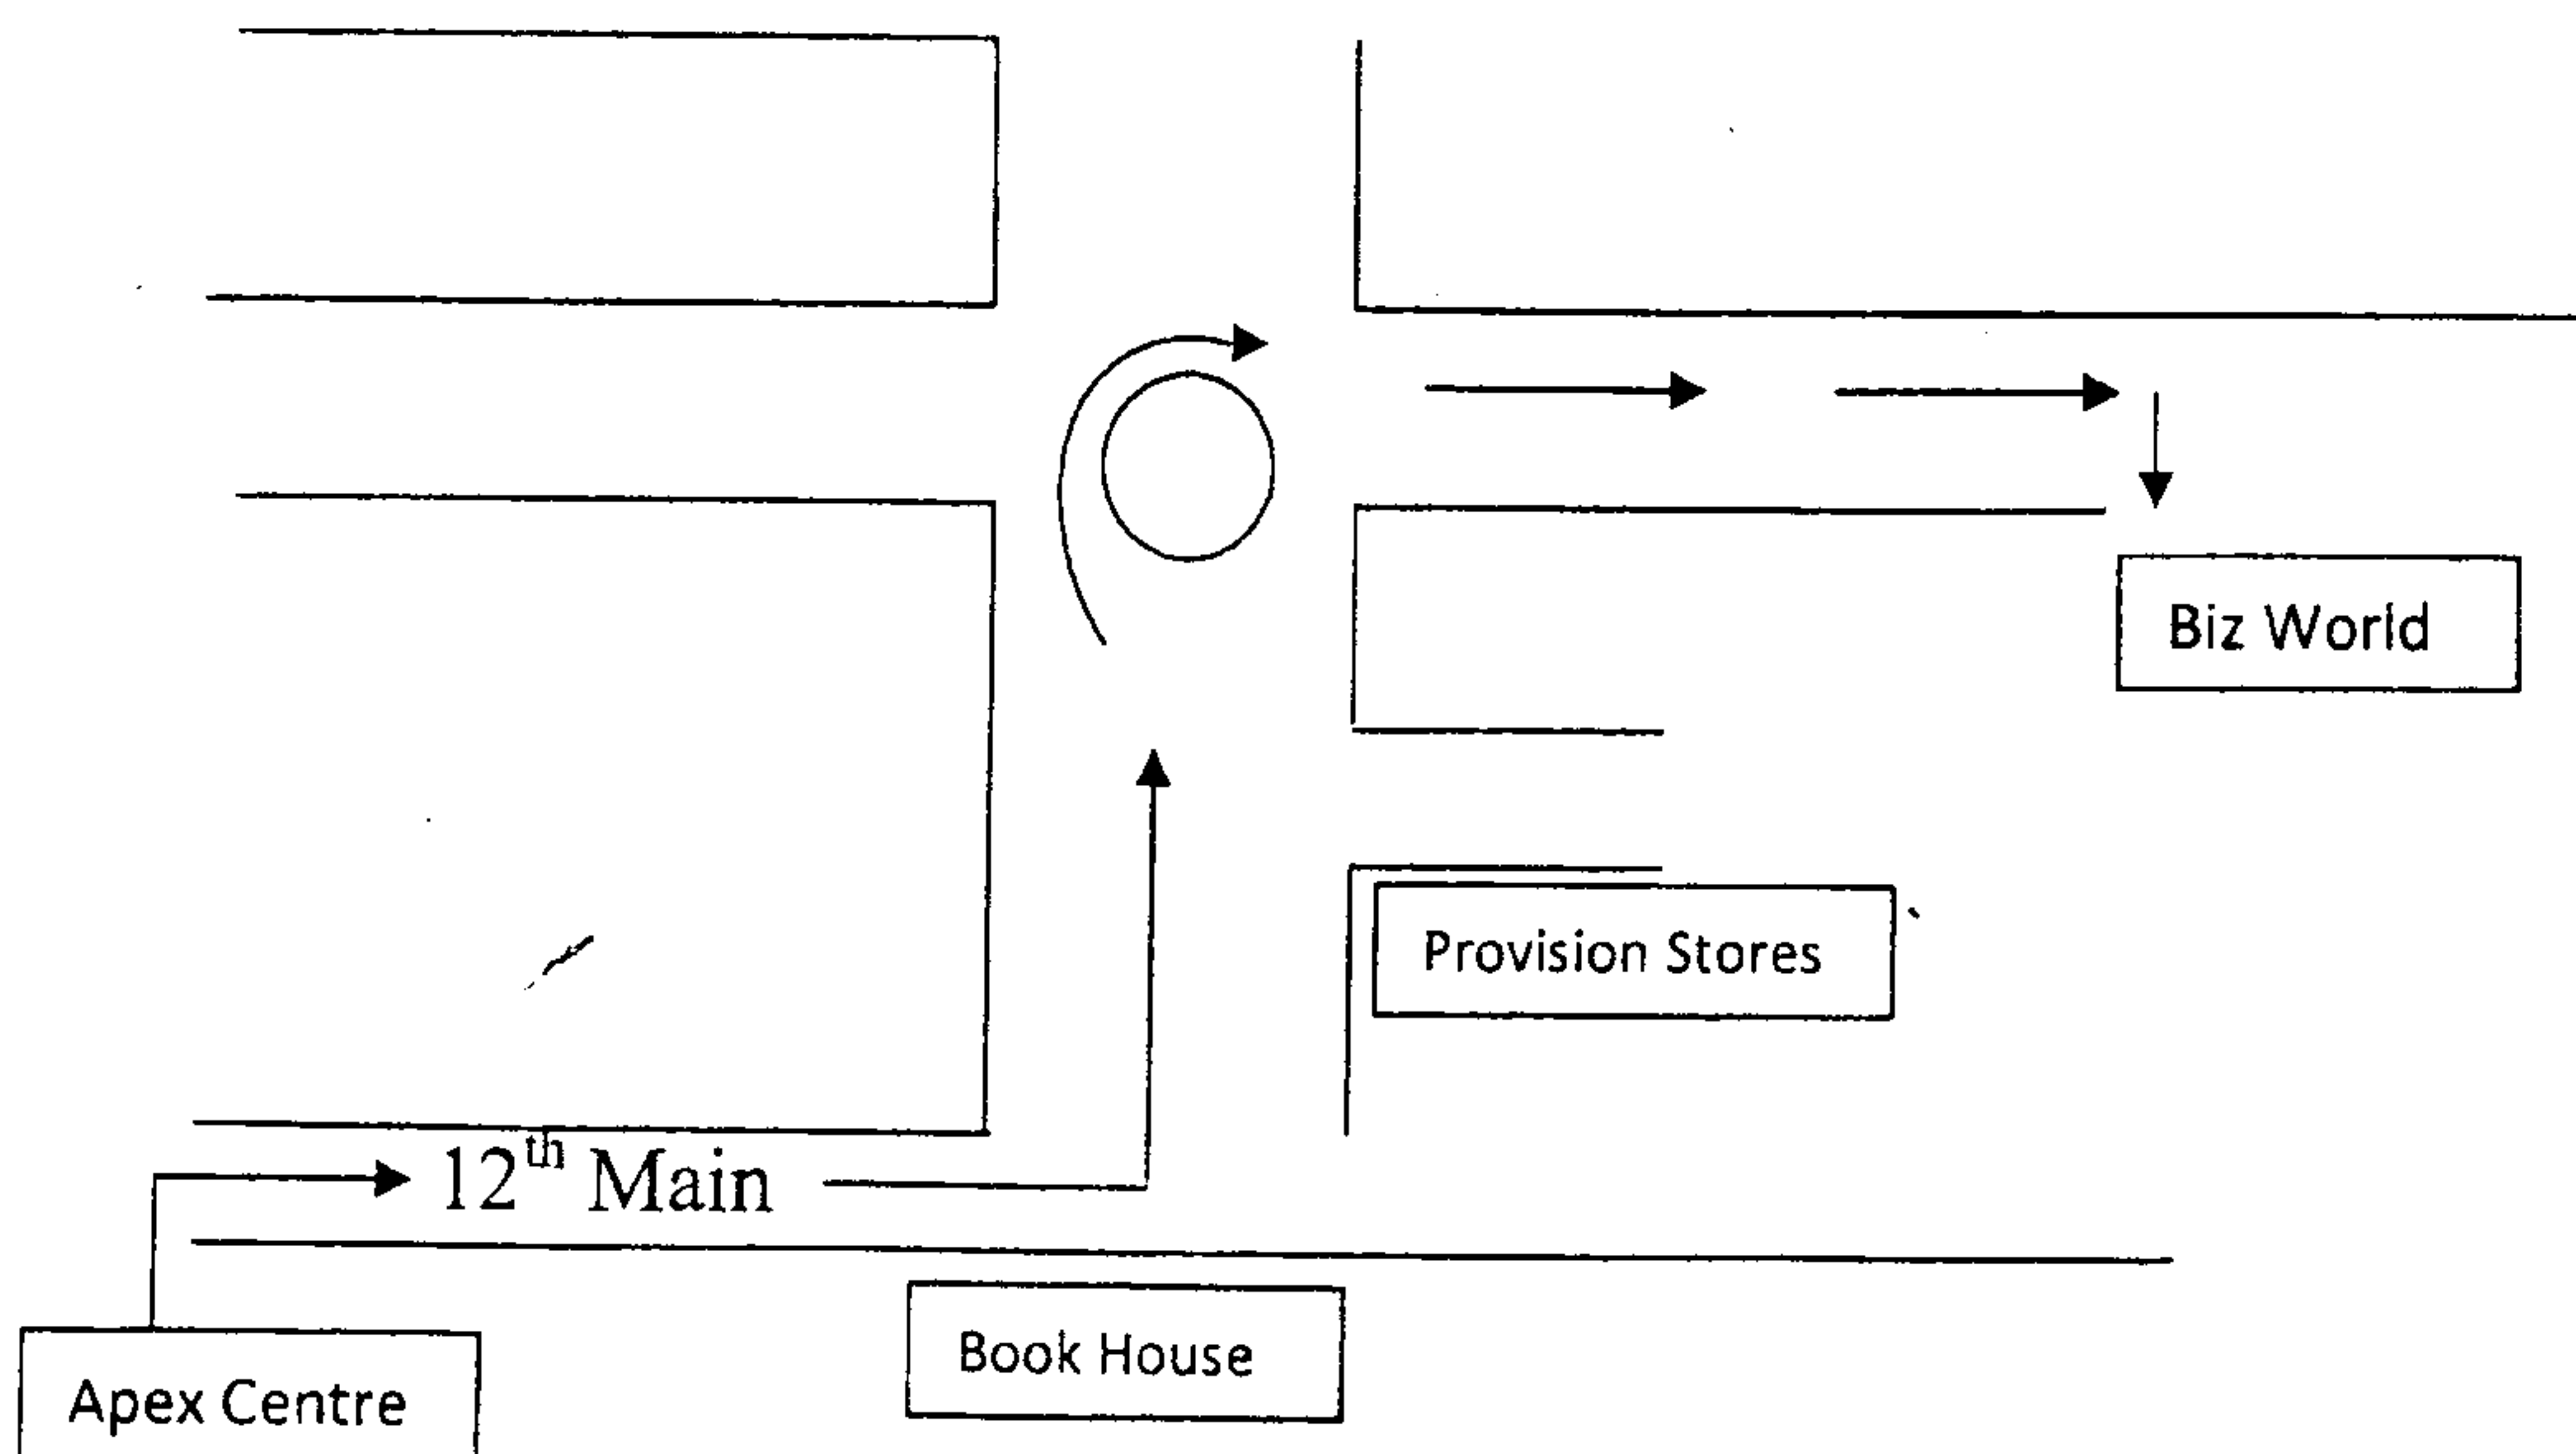 Biz World
Provision Stores
12th Main
Book House
Apex Centre